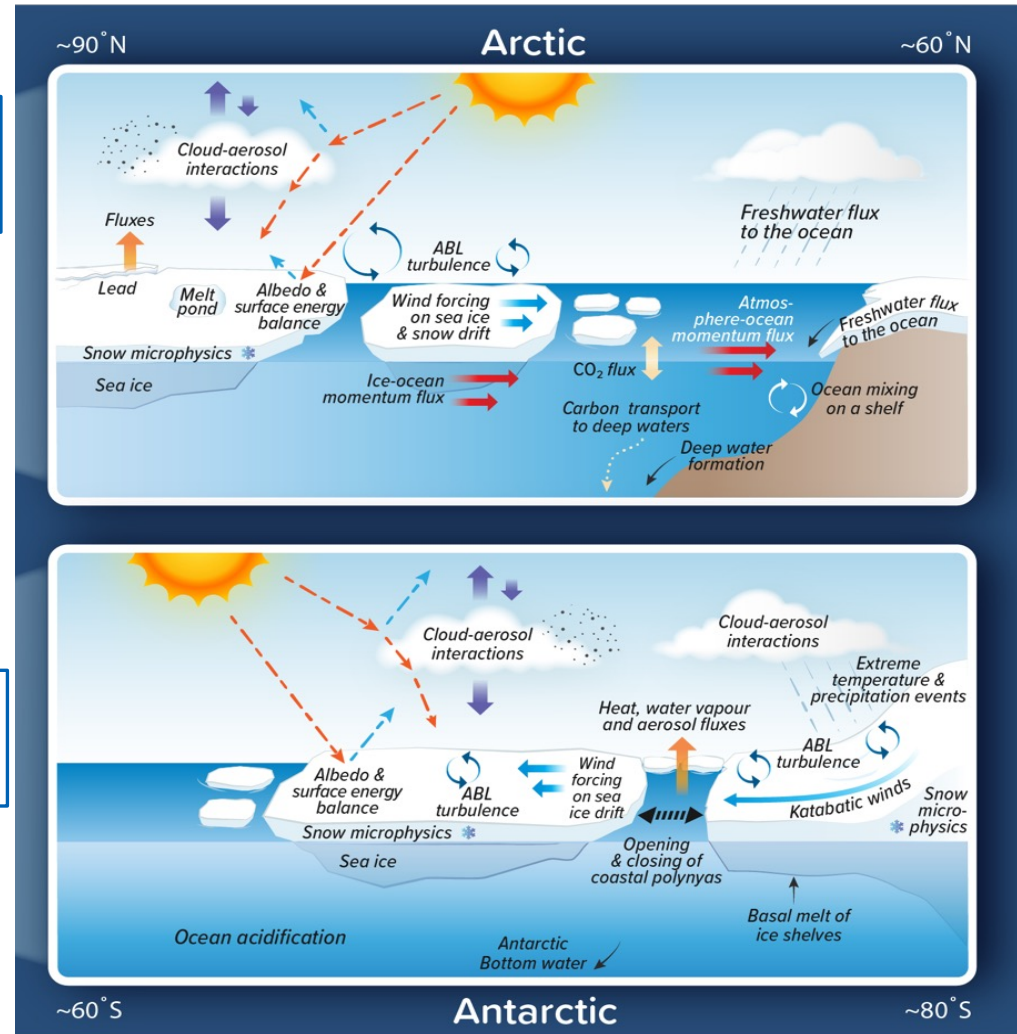 ~90°N
Arctic
~60°N
Cloud-aerosol
interactions
Freshwater flux
to the ocean
Fluxes
ABL
turbulence
Lead
Melt
pond
Albedo &
surface energy
balance
Wind forcing
on sea ice
& snow drift
Atmos-
phere-ocean
momentum flux
Freshwater flux
to the ocean
Snow microphysics
Sea ice
Ice-ocean
momentum flux
CO₂ flux
Ocean mixing
on a shelf
Carbon transport
to deep waters
Deep water
formation
Cloud-aerosol
interactions
Cloud-aerosol
interactions
Extreme
temperature &
precipitation events
Heat, water vapour
and aerosol fluxes
Albedo &
surface energy
balance
ABL
turbulence
Wind
forcing
on sea
ice drift
ABL
turbulence
Katabatic winds
Snow
micro-
physics
Snow microphysics
Sea ice
Opening
& closing of
coastal polynyas
Basal melt of
ice shelves
Ocean acidification
Antarctic
Bottom water
~60°S
Antarctic
~80°S